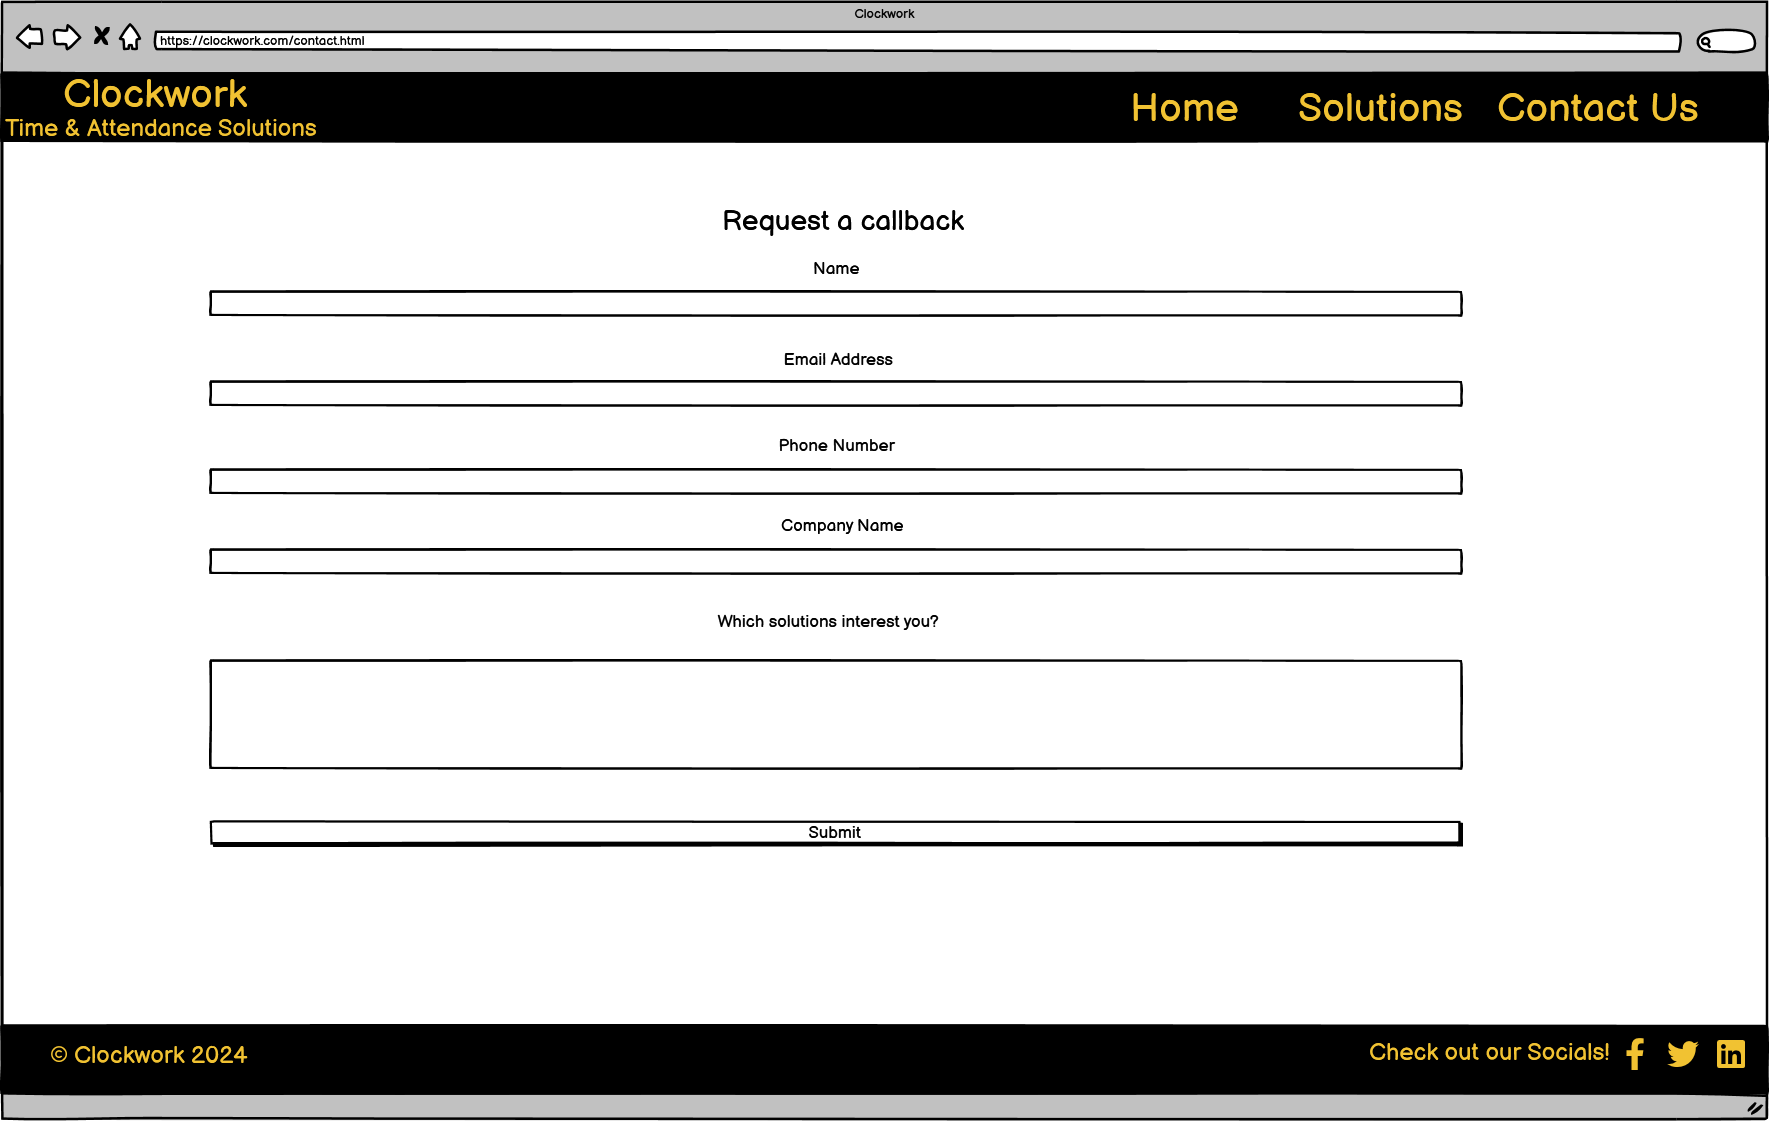 Clockwork
https://clockwork.com/contact.html
Clockwork
Time & Attendance Solutions
Home Solutions Contact Us
Request a callback
Name
Email Address
Phone Number
Company Name
Which solutions interest you?
Submit
© Clockwork 2024
Check out our Socials!